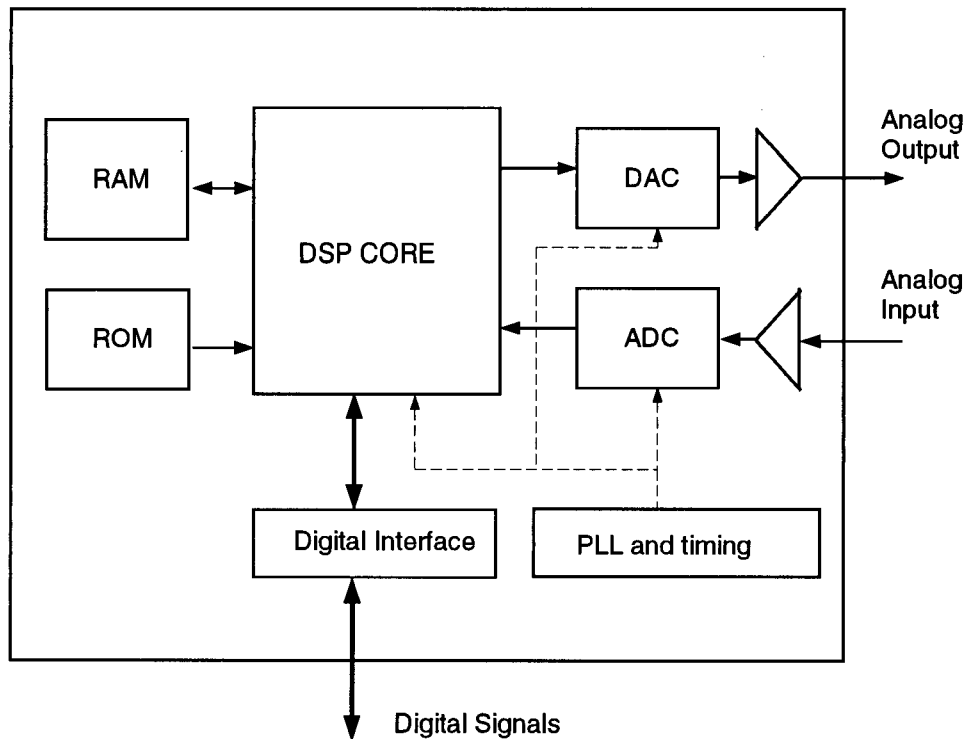 RAM
ROM
DSP CORE
DAC
ADC
Analog
Output
Analog
Input
Digital Interface
PLL and timing
Digital Signals